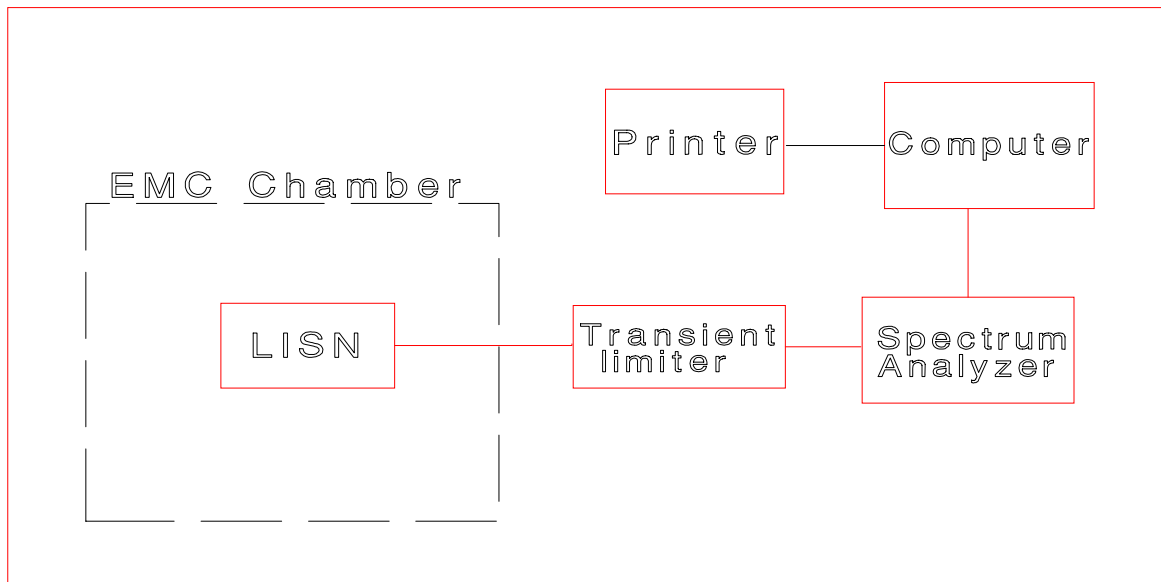 Printer
Computer
EMC Chamber
LISN
Transient
limiter
Spectrum
Analyzer